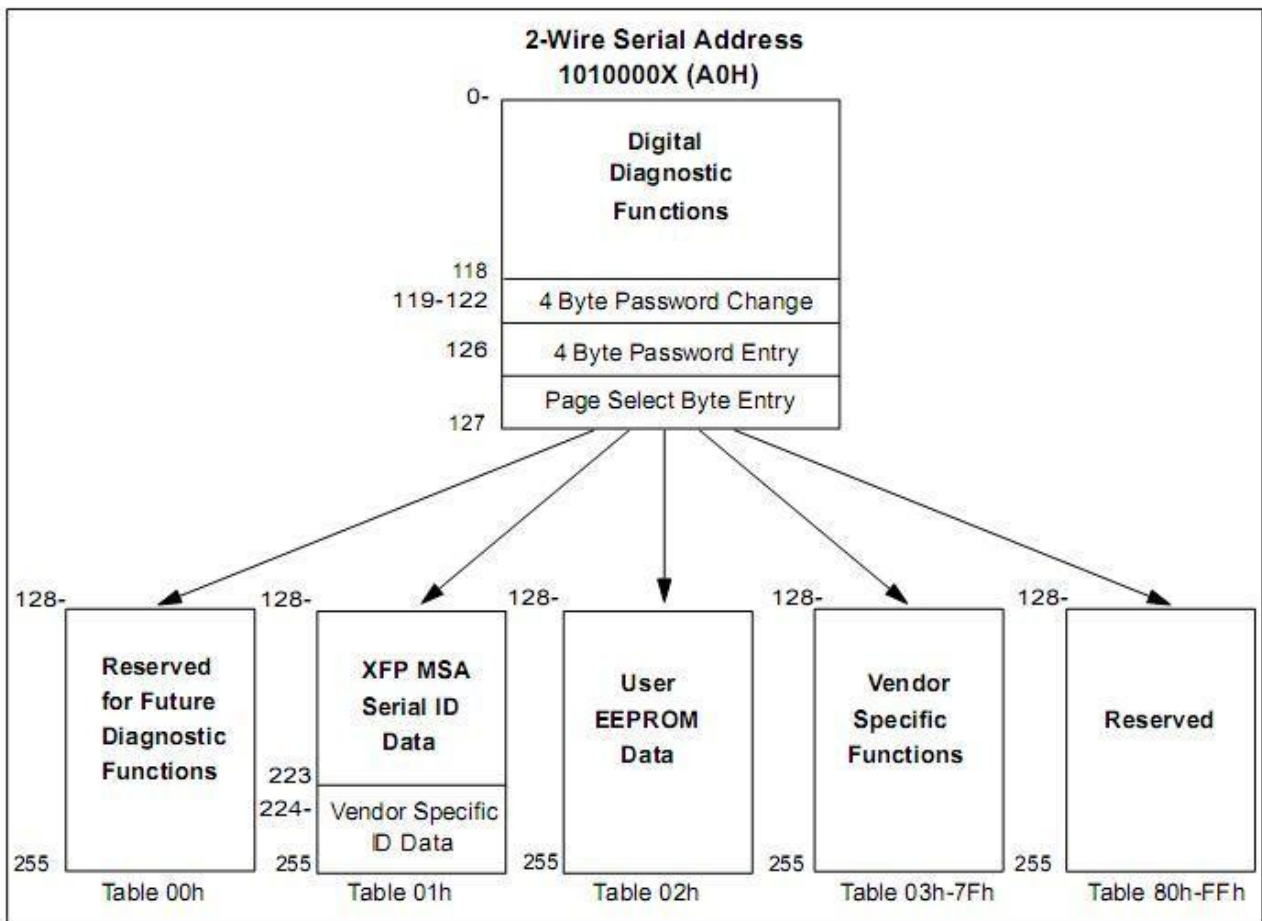 2-Wire Serial Address
1010000X (A0H)
0-
Digital
Diagnostic
Functions
118
119-122
4 Byte Password Change
126
4 Byte Password Entry
Page Select Byte Entry
127
128-
Reserved
for Future
Diagnostic
Functions
255
Table 00h
128-
XFP MSA
Serial ID
Data
223
224-
Vendor Specific
ID Data
255
Table 01h
128-
User
EEPROM
Data
255
Table 02h
128-
Vendor
Specific
Functions
255
Table 03h-7Fh
128-
Reserved
255
Table 80h-FFh